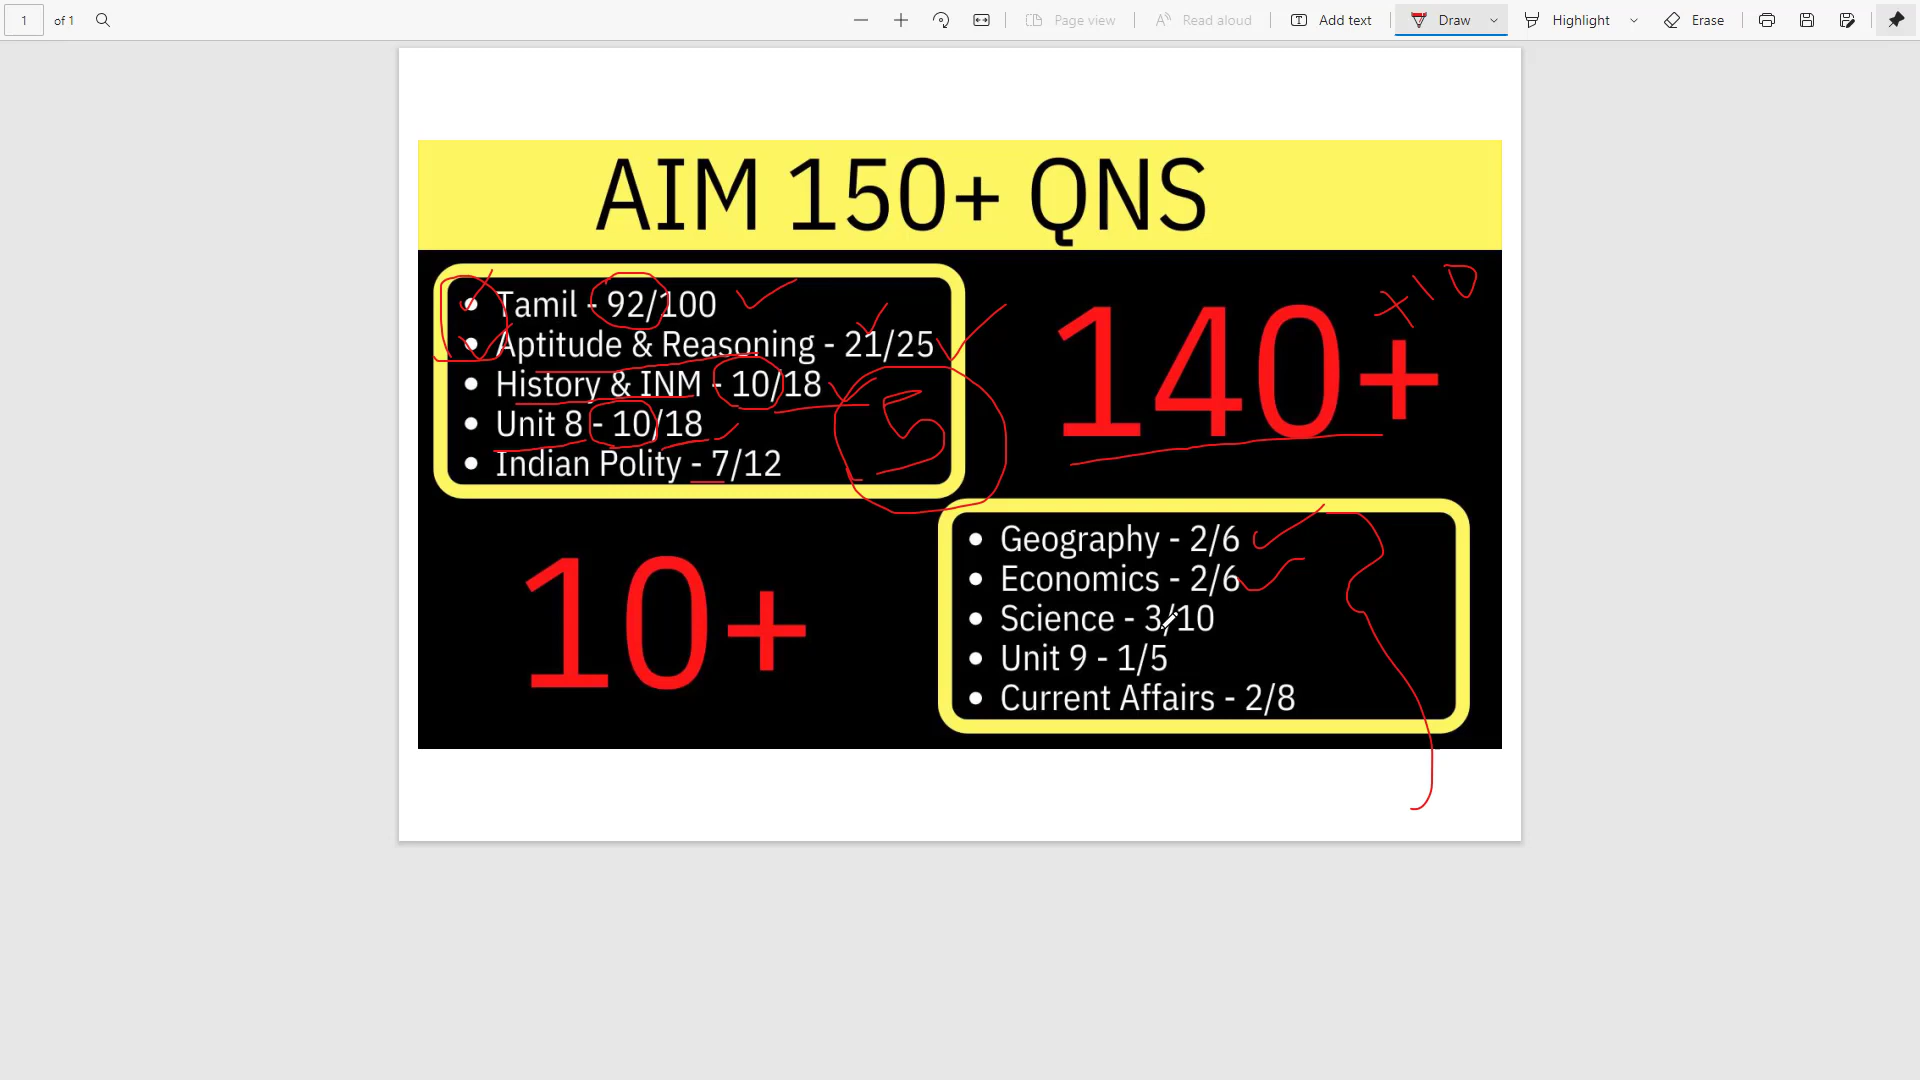 1 of 1 Page view Read aloud Add text Draw Highlight Erase
AIM 150+ QNS
Tamil - 92/100
Aptitude & Reasoning - 21/25
History & INM - 10/18
Unit 8 - 10/18
Indian Polity - 7/12
5
140+
+10
10+
Geography - 2/6
Economics - 2/6
Science - 3/10
Unit 9 - 1/5
Current Affairs - 2/8